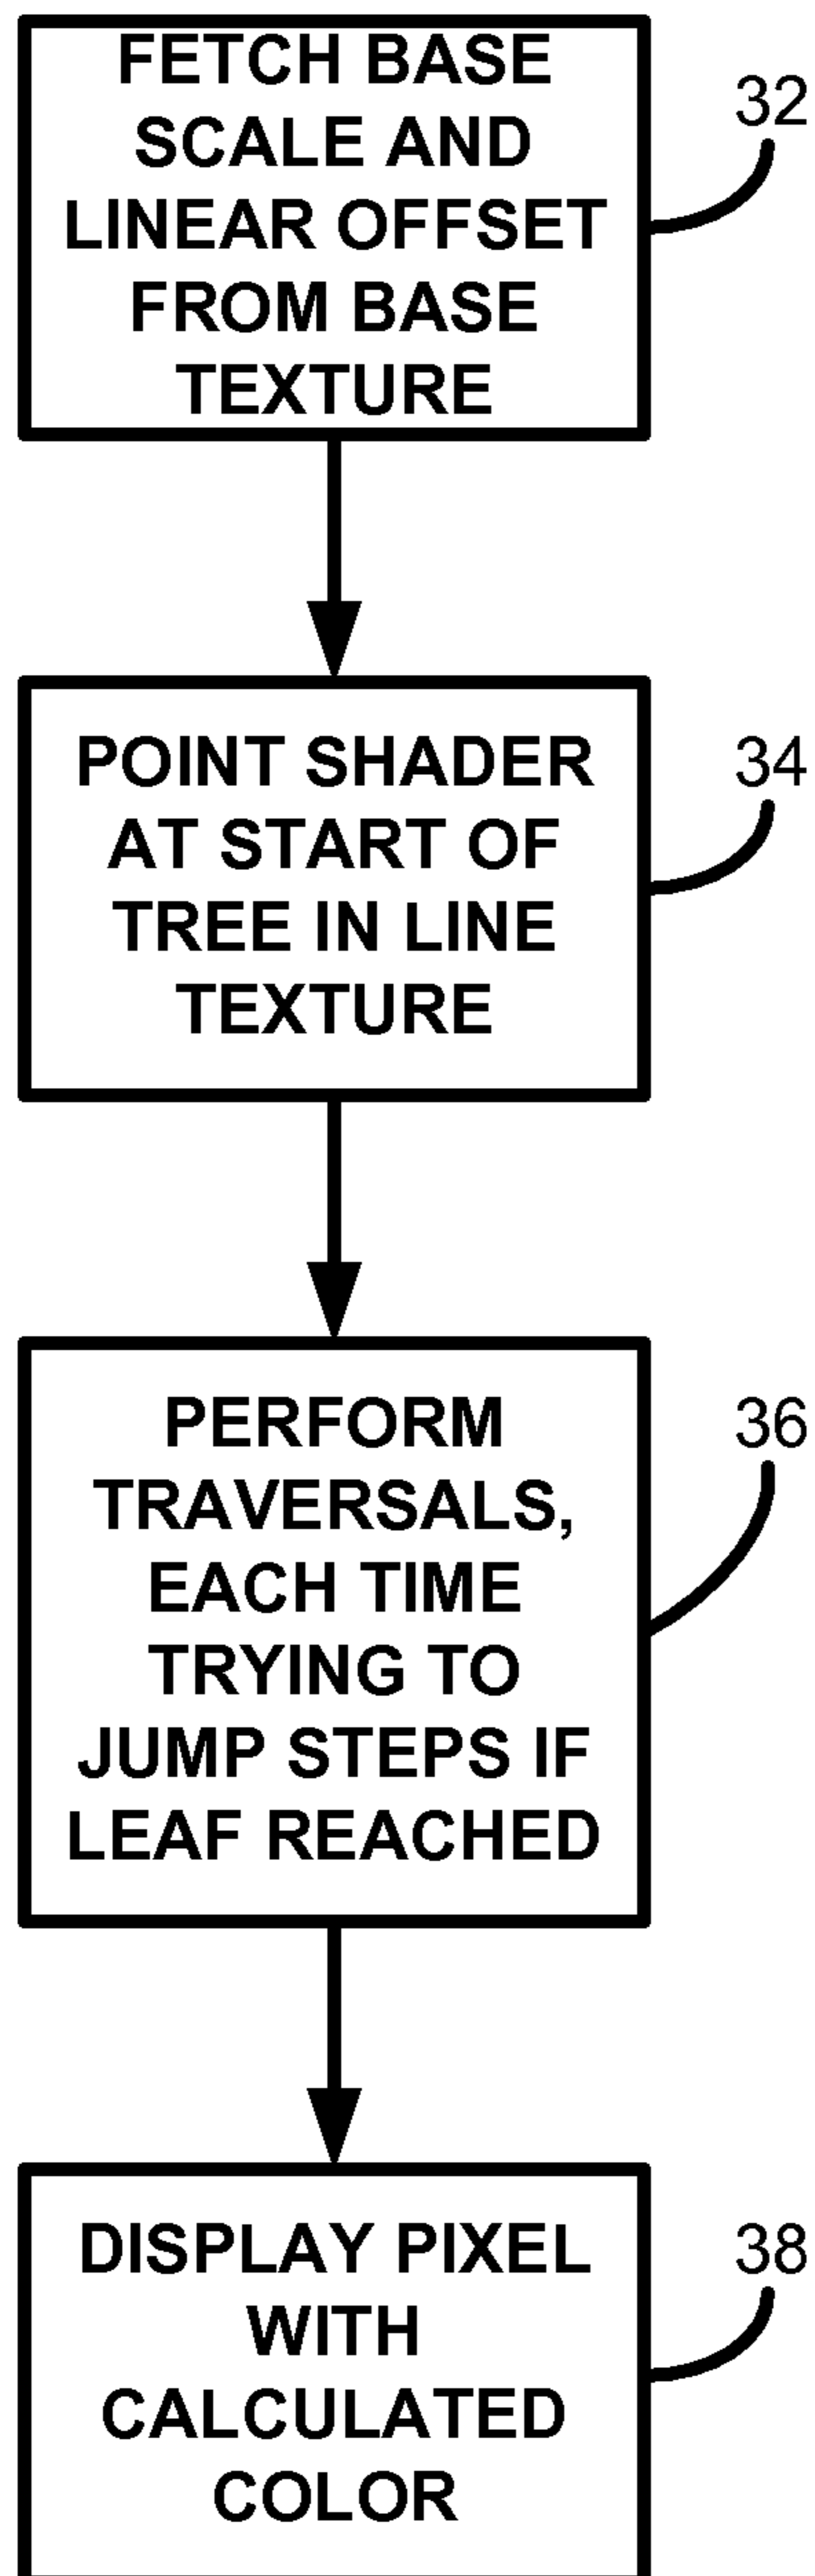 FETCH BASE
SCALE AND
LINEAR OFFSET
FROM BASE
TEXTURE
32
POINT SHADER
AT START OF
TREE IN LINE
TEXTURE
34
PERFORM
TRAVERSALS,
EACH TIME
TRYING TO
JUMP STEPS IF
LEAF REACHED
36
DISPLAY PIXEL
WITH
CALCULATED
COLOR
38